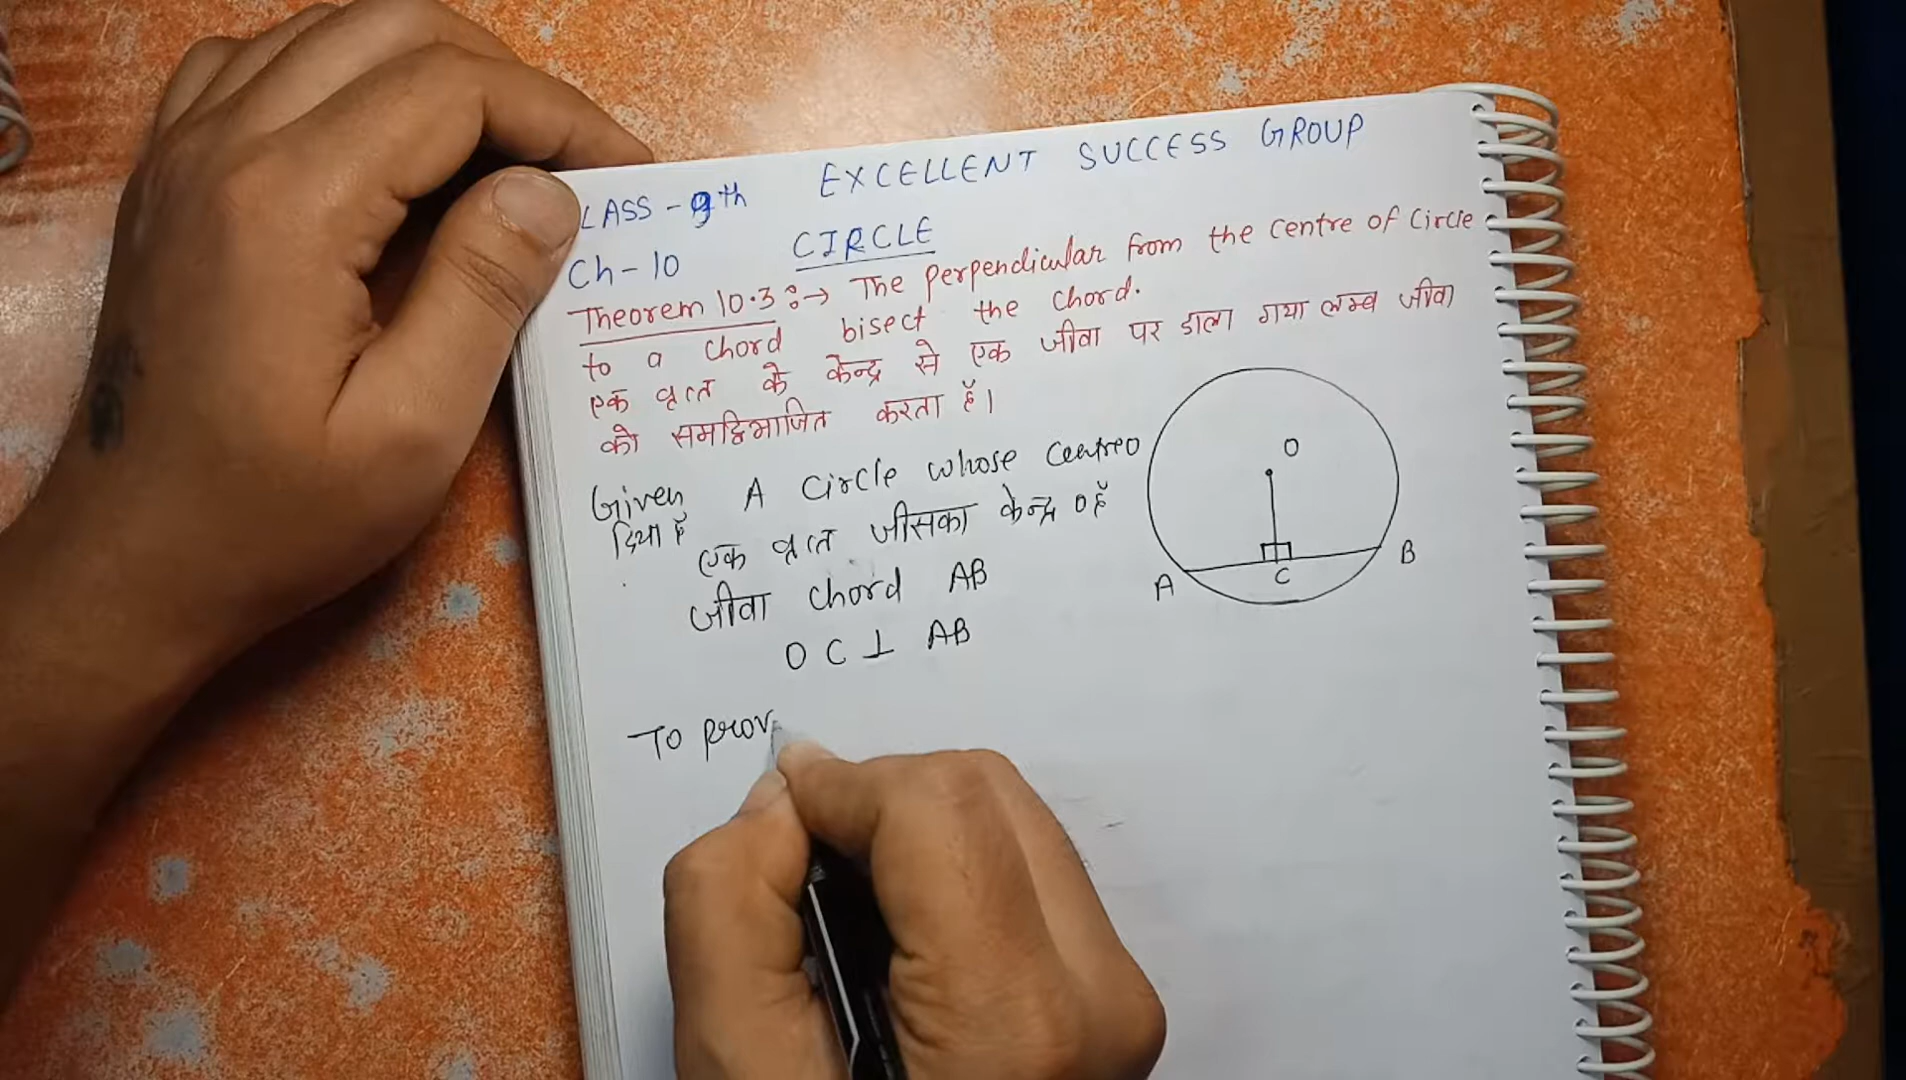 LASS - 9th EXCELLENT SUCCESS GROUP
Ch - 10 CIRCLE
Theorem 10.3 :→ The perpendicular from the centre of Circle
to a chord bisect the chord.
एक वृत्त के केन्द्र से एक जीवा पर डाला गया लम्ब जीवा
को समद्विभाजित करता हैं।
Given A Circle whose centre O
दिया हैं एक वृत्त जीसका केन्द्र O हैं
जीवा chord AB
O C ⊥ AB
To prov
O
A
C
B